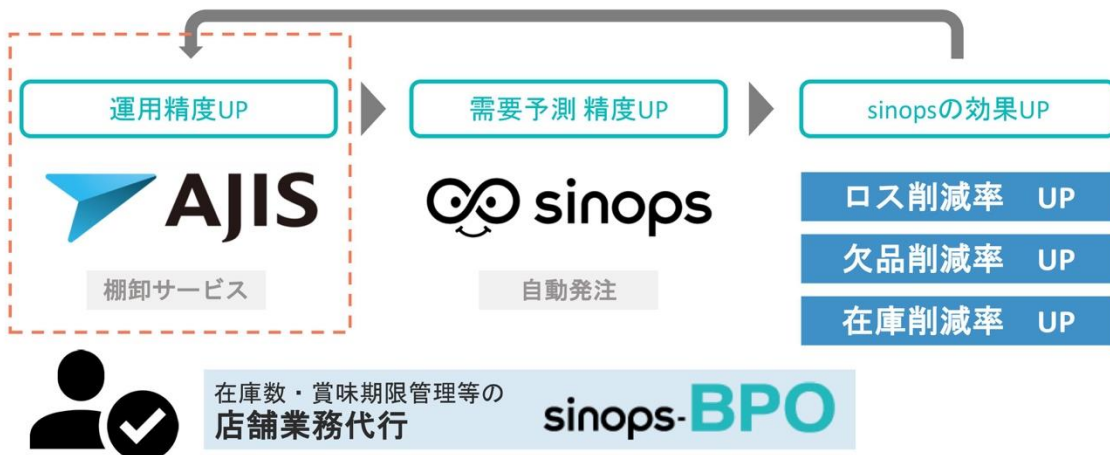 運用精度UP
需要予測 精度UP
sinopsの効果UP
AJIS
sinops
棚卸サービス
自動発注
ロス削減率 UP
欠品削減率 UP
在庫削減率 UP
在庫数・賞味期限管理等の
店舗業務代行
sinops-BPO